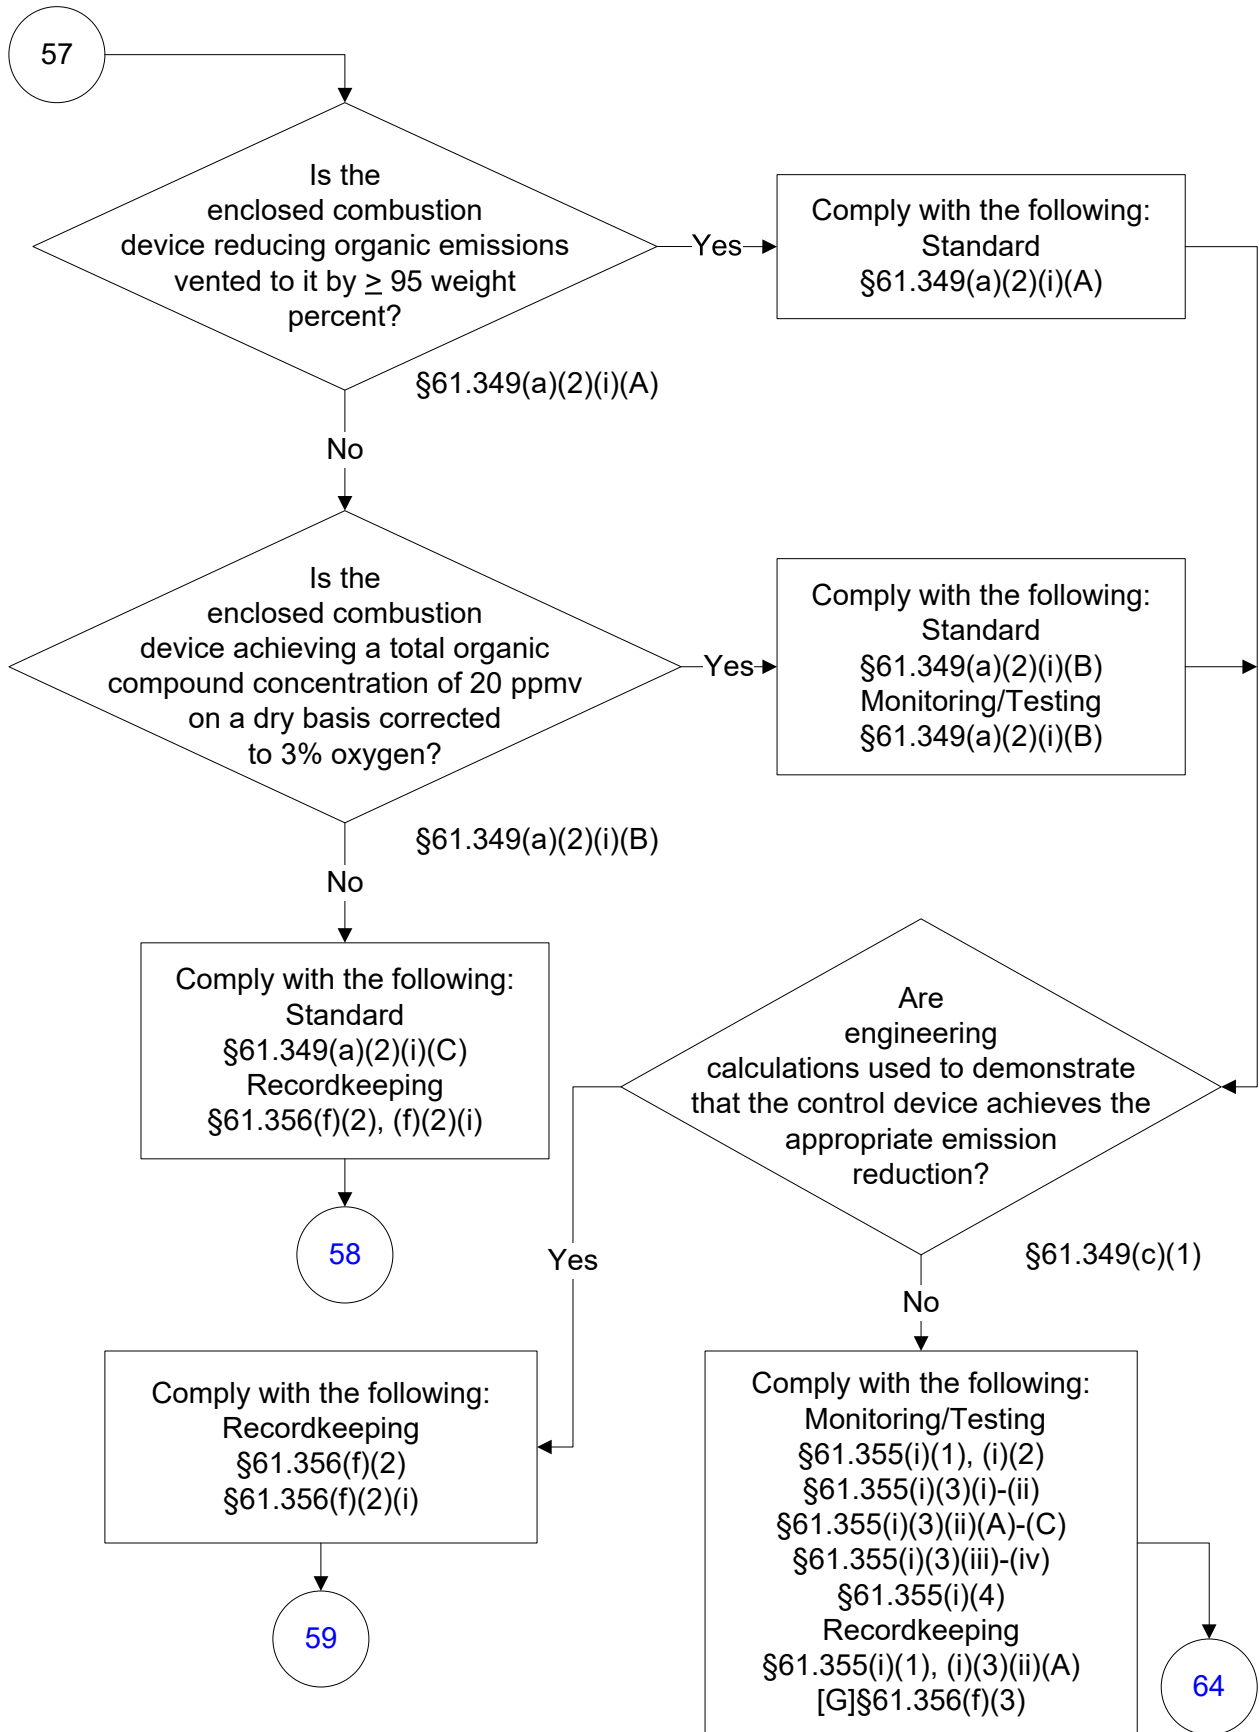 57
Is the
enclosed combustion
device reducing organic emissions
vented to it by ≥ 95 weight
percent?
Yes
Comply with the following:
Standard
§61.349(a)(2)(i)(A)
§61.349(a)(2)(i)(A)
No
Is the
enclosed combustion
device achieving a total organic
compound concentration of 20 ppmv
on a dry basis corrected
to 3% oxygen?
Yes
Comply with the following:
Standard
§61.349(a)(2)(i)(B)
Monitoring/Testing
§61.349(a)(2)(i)(B)
§61.349(a)(2)(i)(B)
No
Comply with the following:
Standard
§61.349(a)(2)(i)(C)
Recordkeeping
§61.356(f)(2), (f)(2)(i)
58
Are
engineering
calculations used to demonstrate
that the control device achieves the
appropriate emission
reduction?
§61.349(c)(1)
Yes
No
Comply with the following:
Recordkeeping
§61.356(f)(2)
§61.356(f)(2)(i)
59
Comply with the following:
Monitoring/Testing
§61.355(i)(1), (i)(2)
§61.355(i)(3)(i)-(ii)
§61.355(i)(3)(ii)(A)-(C)
§61.355(i)(3)(iii)-(iv)
§61.355(i)(4)
Recordkeeping
§61.355(i)(1), (i)(3)(ii)(A)
[G]§61.356(f)(3)
64